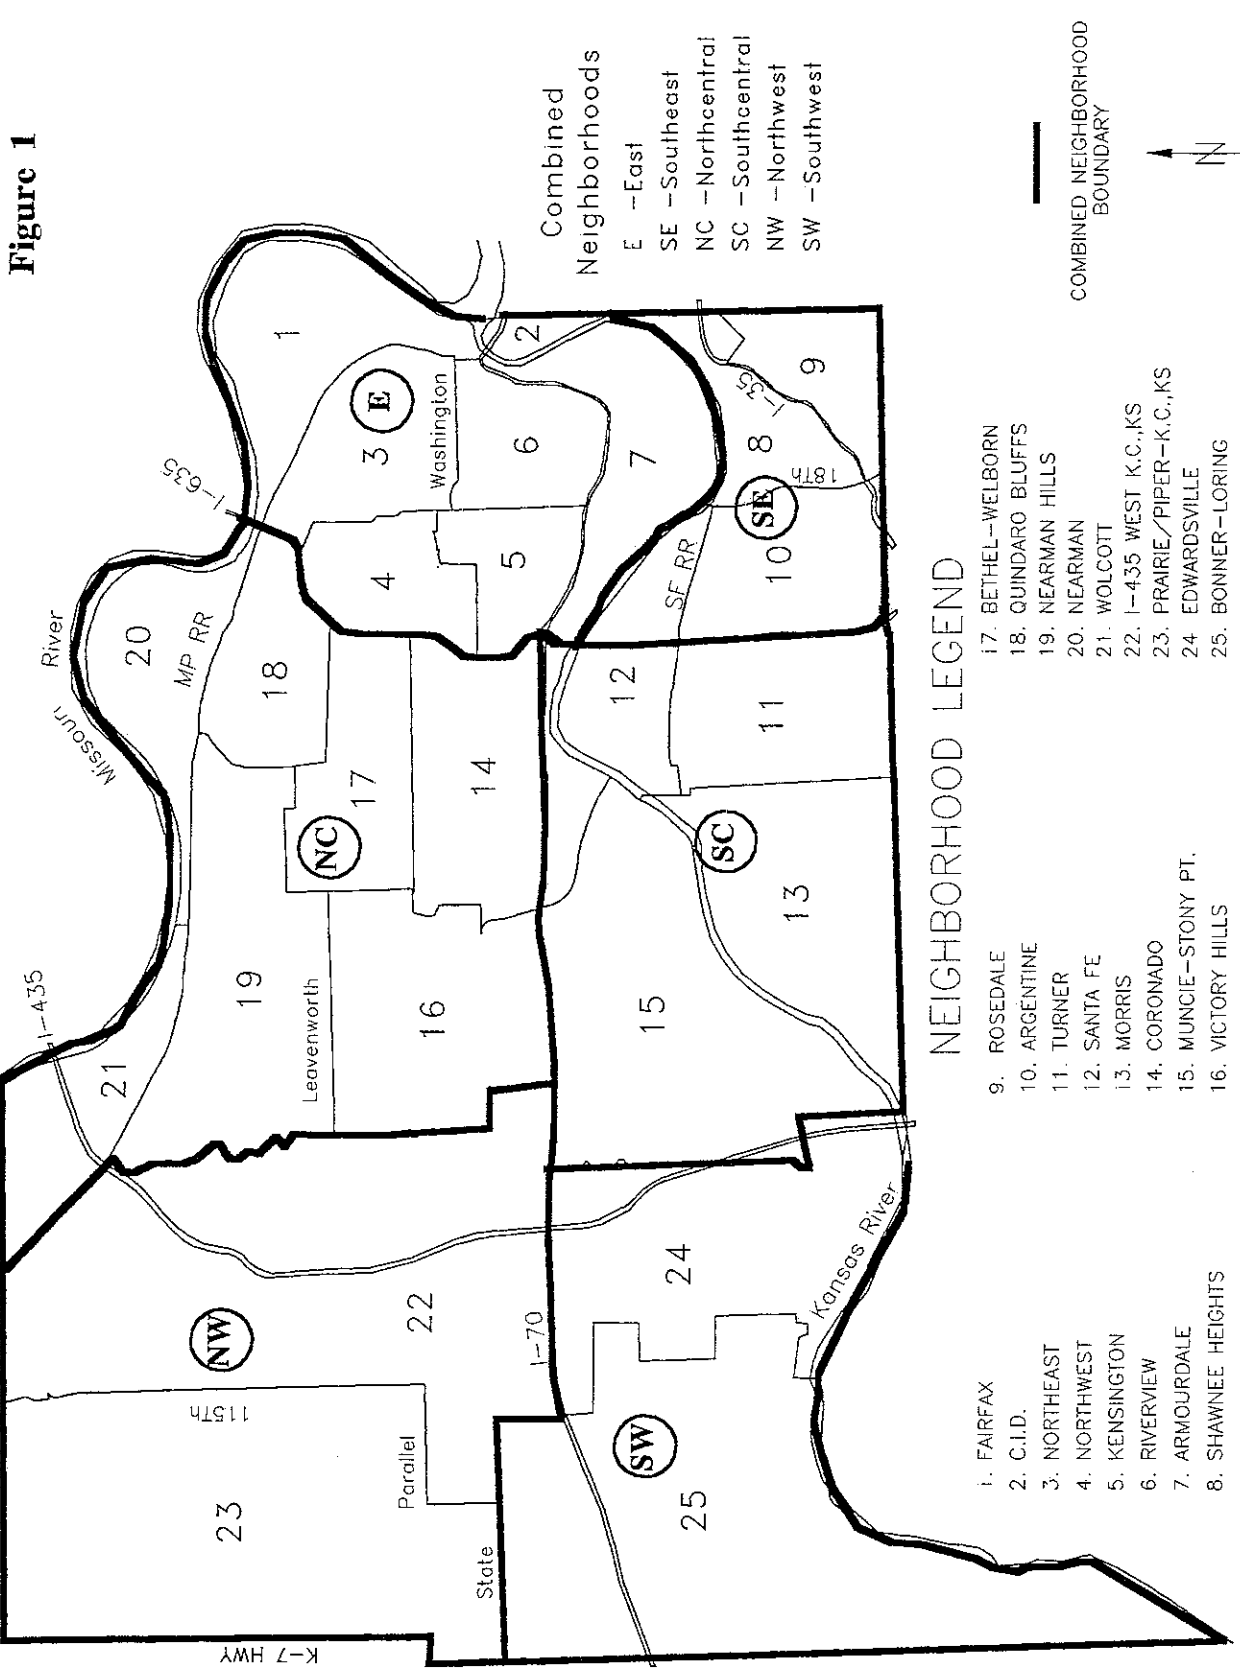 Figure 1
Combined
Neighborhoods
E -East
SE -Southeast
NC -Northcentral
SC -Southcentral
NW -Northwest
SW -Southwest
COMBINED NEIGHBORHOOD
BOUNDARY
N
Missouri
River
I-435
I-635
MP RR
Leavenworth
Washington
SF RR
I-35
18Th
115Th
Parallel
State
K-7 HWY
I-70
Kansas River
NW
NC
E
SW
SC
SE
1
2
3
4
5
6
7
8
9
10
11
12
13
14
15
16
17
18
19
20
21
22
23
24
25
NEIGHBORHOOD LEGEND
1. FAIRFAX
2. C.I.D.
3. NORTHEAST
4. NORTHWEST
5. KENSINGTON
6. RIVERVIEW
7. ARMOURDALE
8. SHAWNEE HEIGHTS
9. ROSEDALE
10. ARGENTINE
11. TURNER
12. SANTA FE
13. MORRIS
14. CORONADO
15. MUNCIE-STONY PT.
16. VICTORY HILLS
17. BETHEL-WELBORN
18. QUINDARO BLUFFS
19. NEARMAN HILLS
20. NEARMAN
21. WOLCOTT
22. I-435 WEST K.C.,KS
23. PRAIRIE/PIPER-K.C.,KS
24 EDWARDSVILLE
25. BONNER-LORING